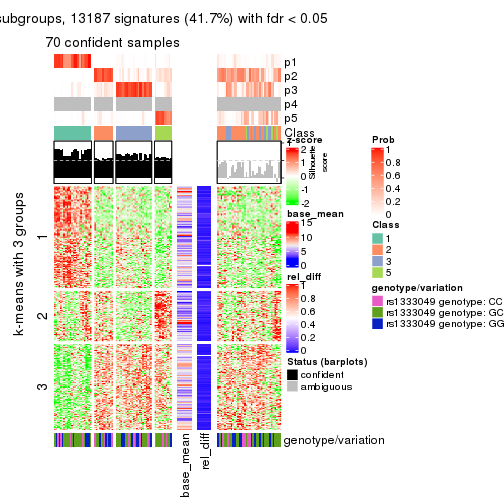 subgroups, 13187 signatures (41.7%) with fdr < 0.05
70 confident samples
p1
p2
p3
p4
p5
Class
z-score
2
1
0
-1
-2
Silhouette
score
Prob
1
0.8
0.6
0.4
0.2
0
base_mean
15
10
5
0
Class
1
2
3
5
rel_diff
1
0.8
0.6
0.4
0.2
0
genotype/variation
rs1333049 genotype: CC
rs1333049 genotype: GC
rs1333049 genotype: GG
Status (barplots)
confident
ambiguous
k-means with 3 groups
1
2
3
genotype/variation
base_mean
rel_diff